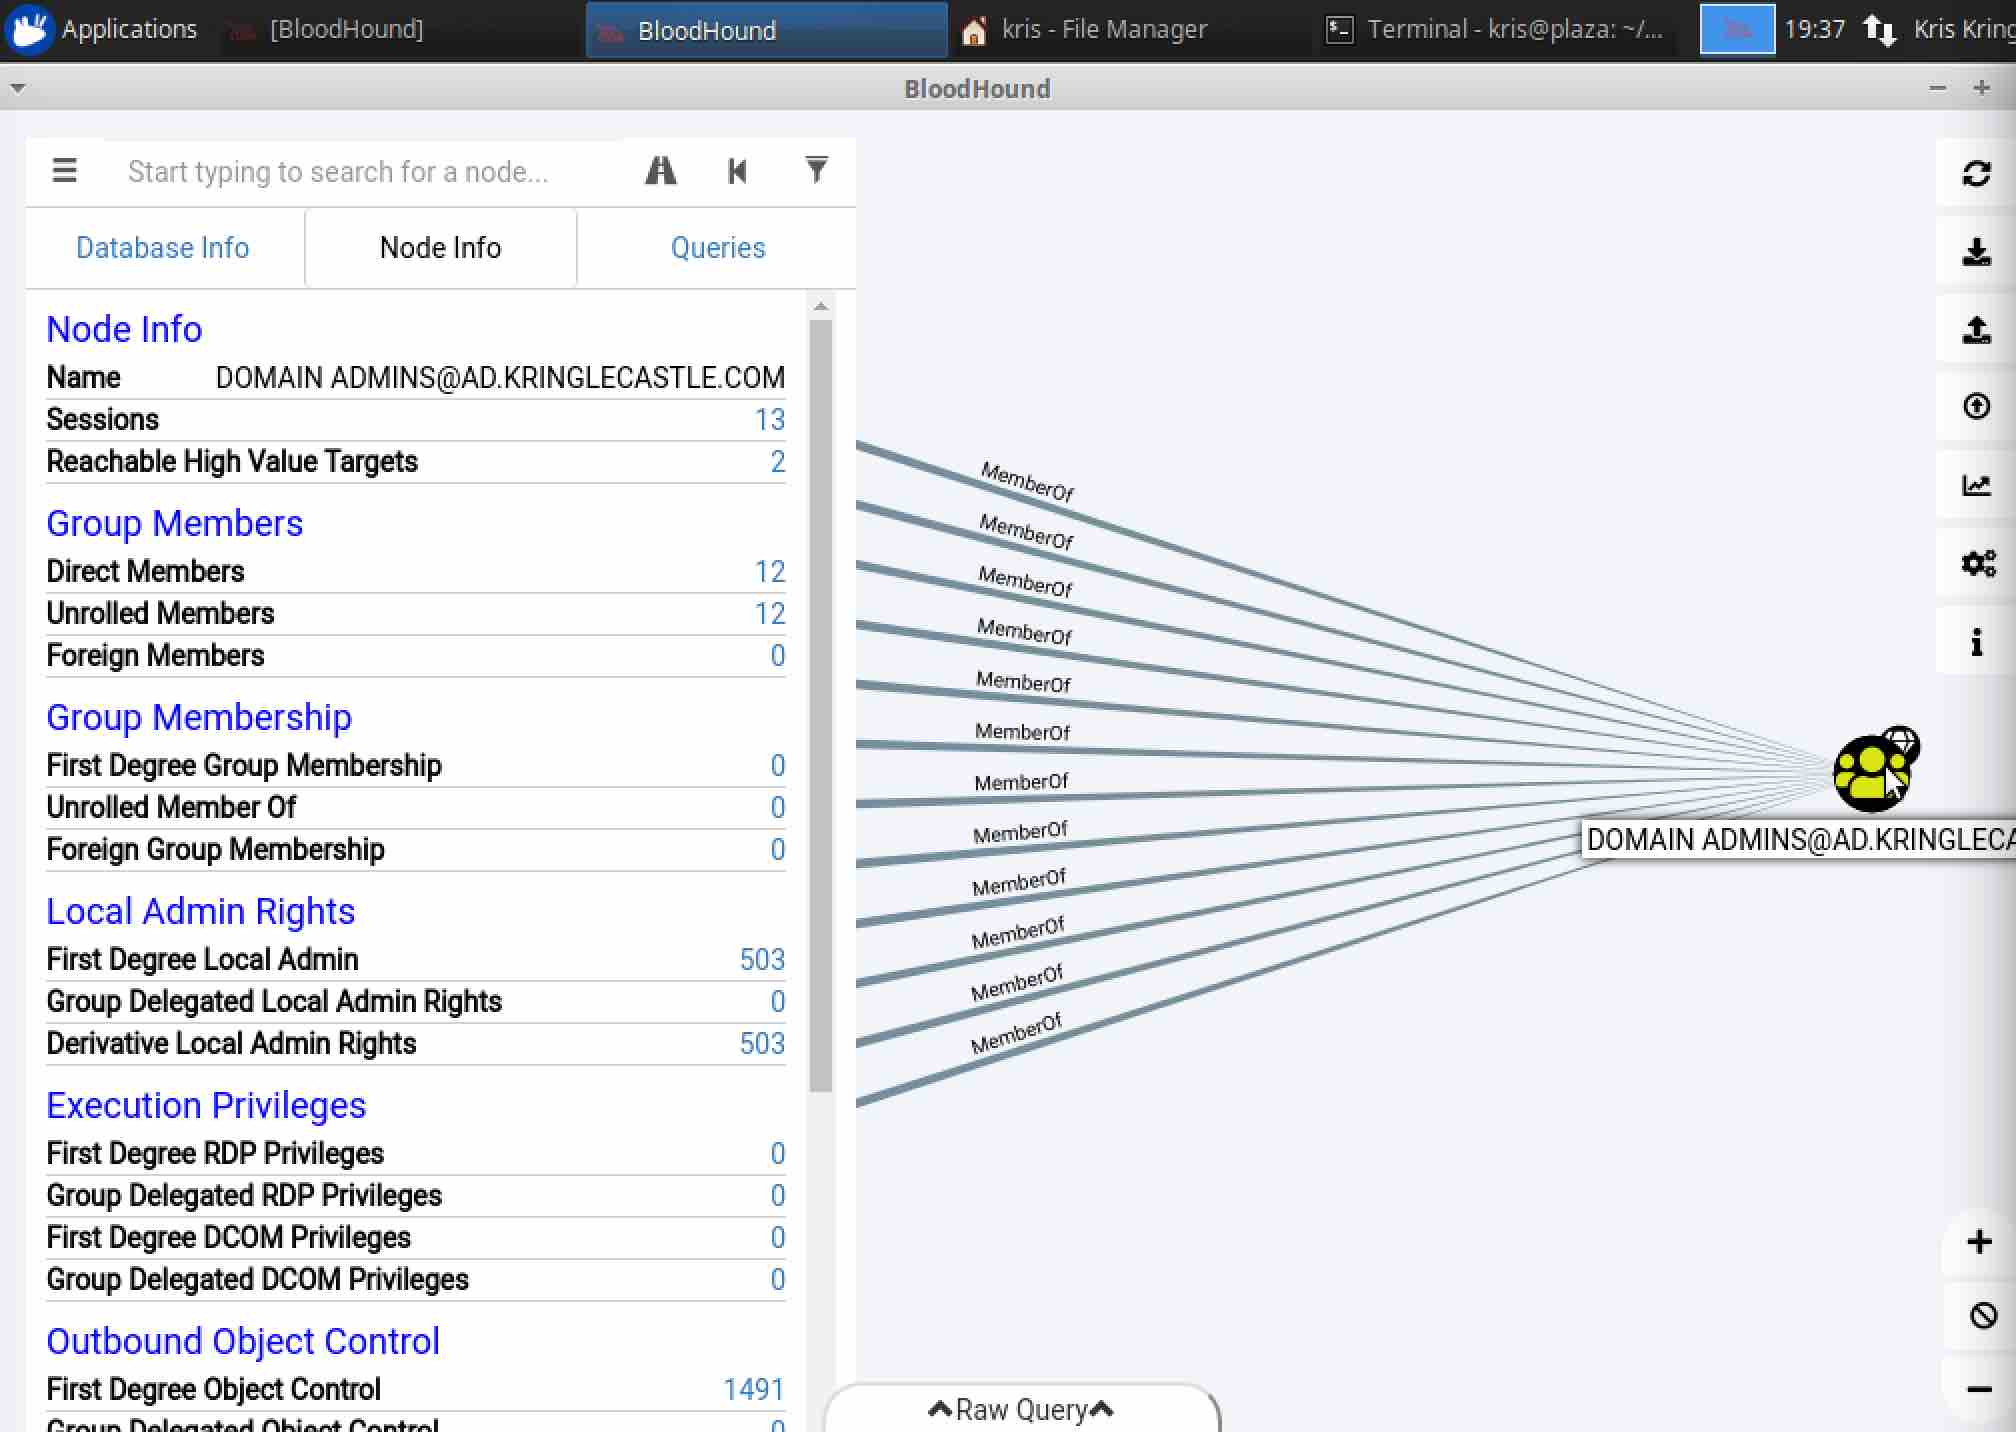 Applications [BloodHound] BloodHound kris - File Manager Terminal - kris@plaza: ~/... 19:37 Kris Kring
BloodHound
Start typing to search for a node...
Database Info Node Info Queries
Node Info
Name DOMAIN ADMINS@AD.KRINGLECASTLE.COM
Sessions 13
Reachable High Value Targets 2
Group Members
Direct Members 12
Unrolled Members 12
Foreign Members 0
Group Membership
First Degree Group Membership 0
Unrolled Member Of 0
Foreign Group Membership 0
Local Admin Rights
First Degree Local Admin 503
Group Delegated Local Admin Rights 0
Derivative Local Admin Rights 503
Execution Privileges
First Degree RDP Privileges 0
Group Delegated RDP Privileges 0
First Degree DCOM Privileges 0
Group Delegated DCOM Privileges 0
Outbound Object Control
First Degree Object Control 1491
Group Delegated Object Control 0
MemberOf
MemberOf
MemberOf
MemberOf
MemberOf
MemberOf
MemberOf
MemberOf
MemberOf
MemberOf
MemberOf
MemberOf
DOMAIN ADMINS@AD.KRINGLECA
Raw Query